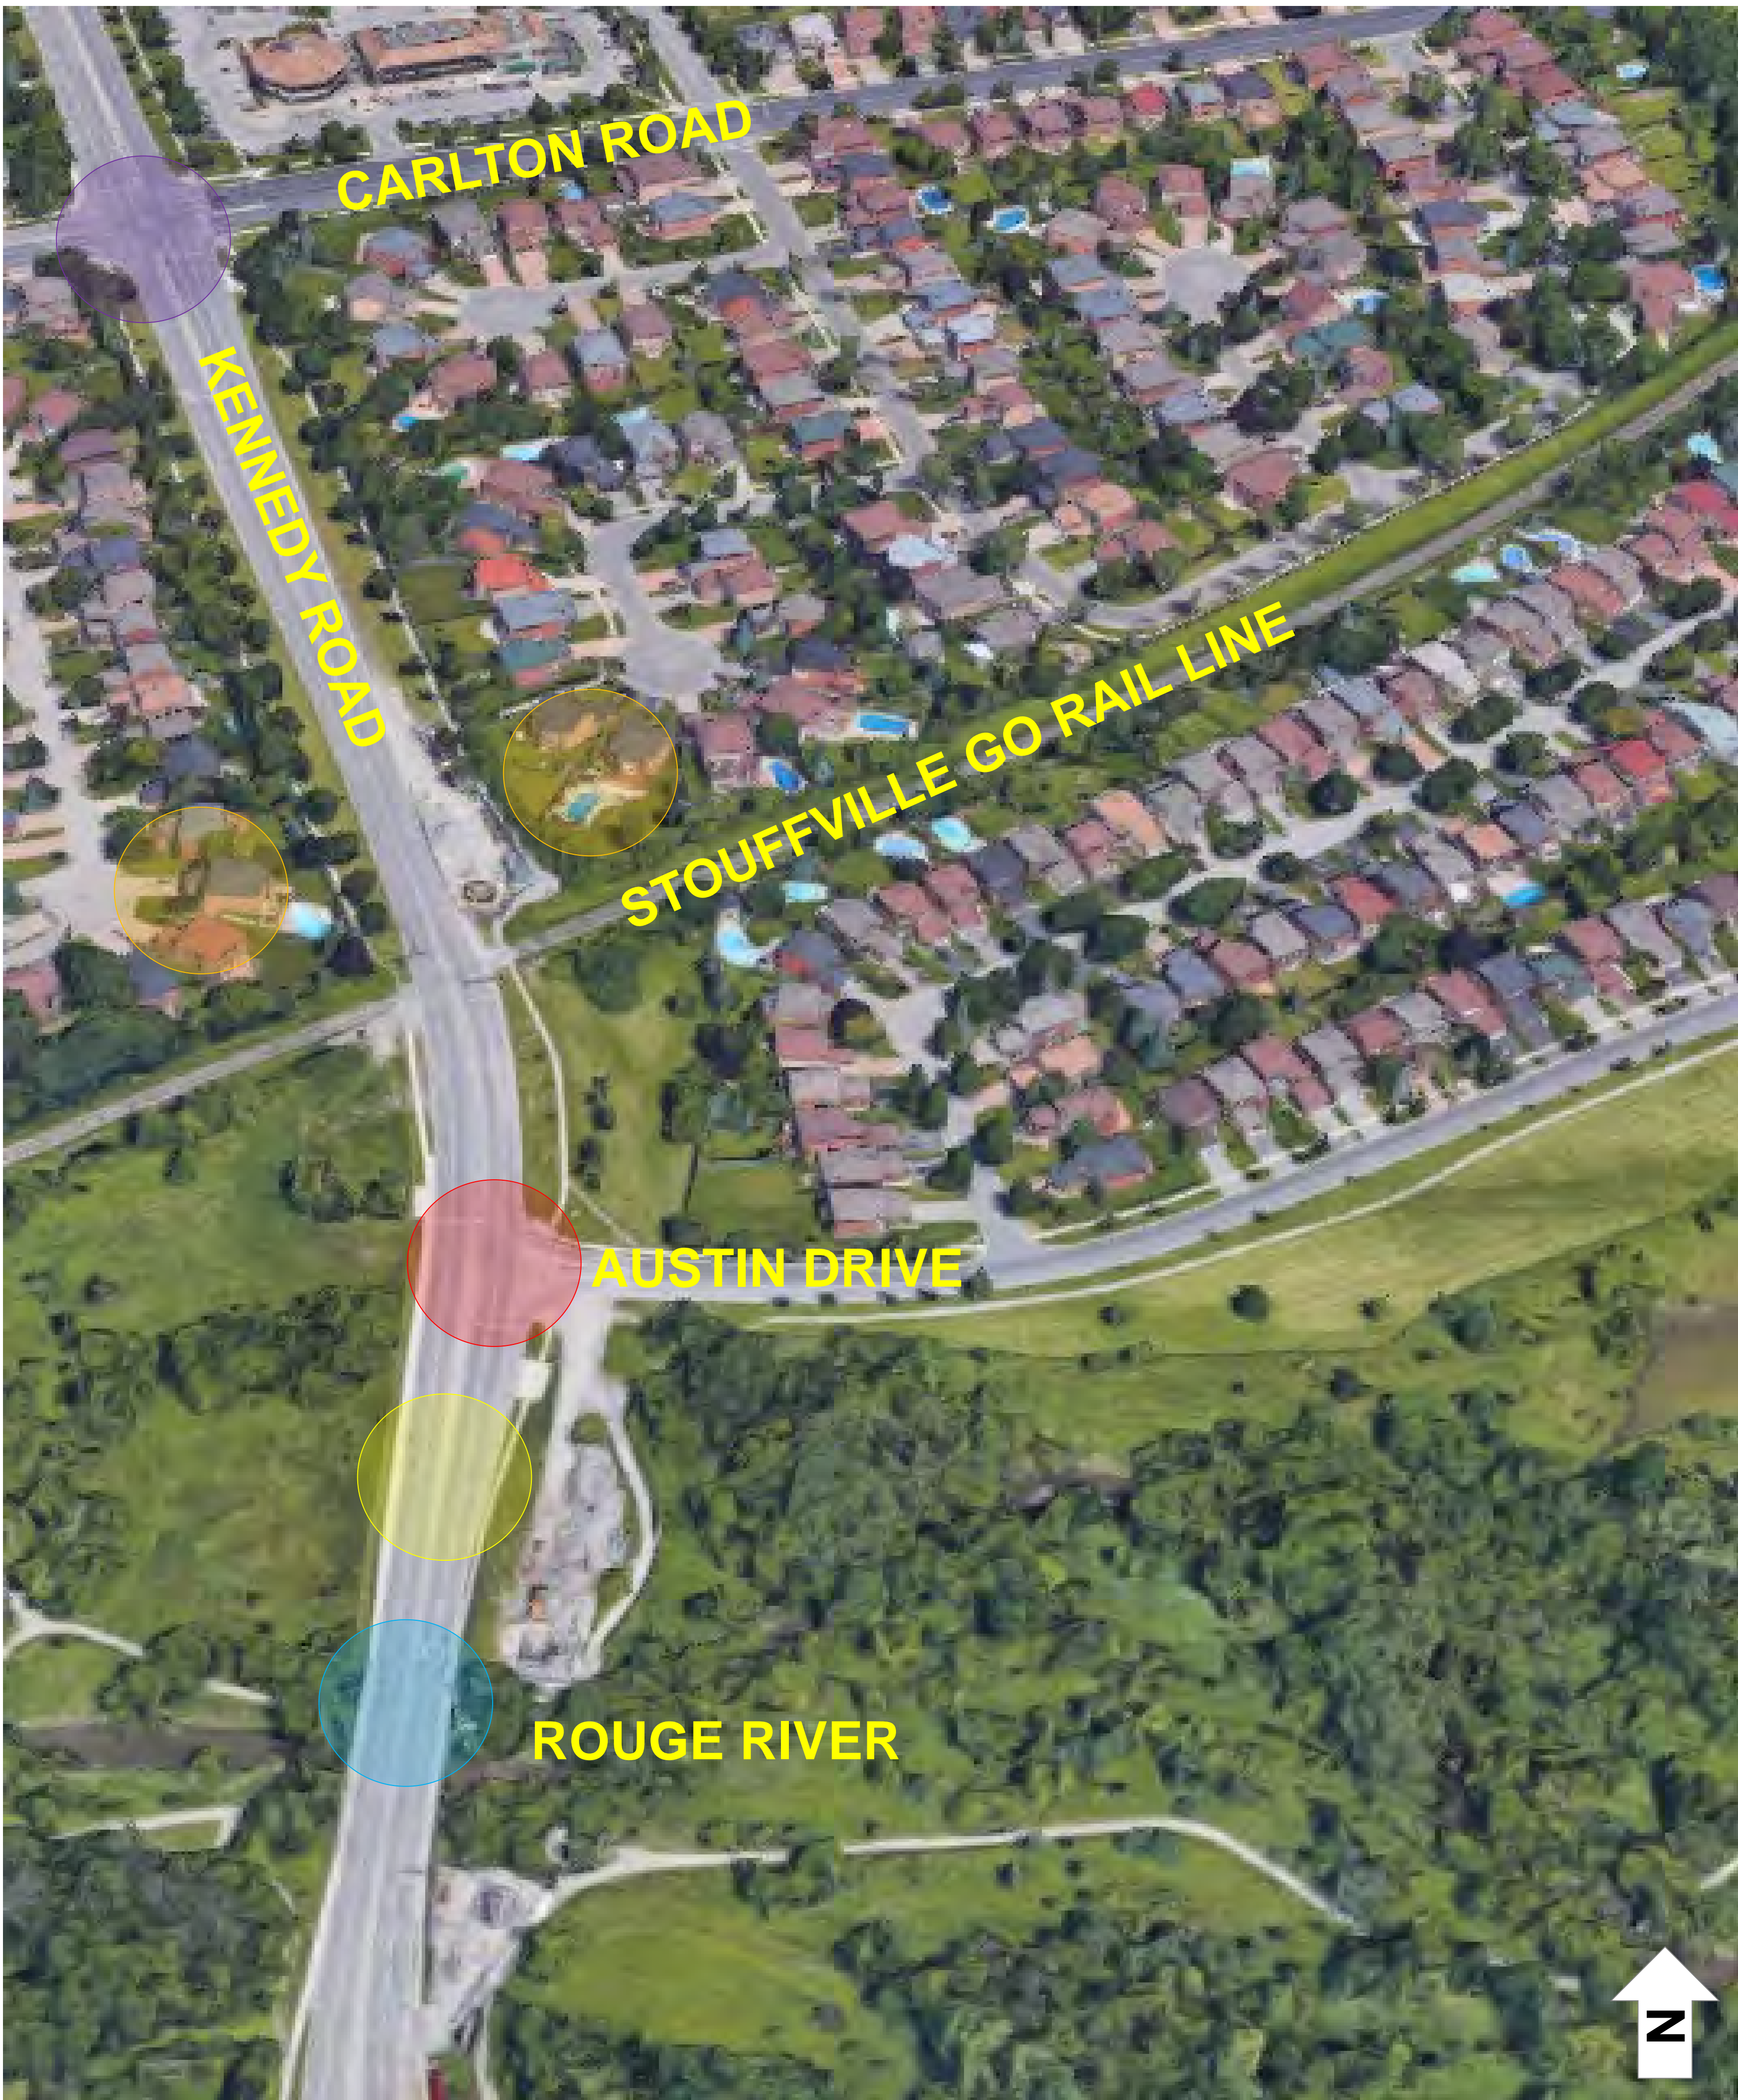 CARLTON ROAD
KENNEDY ROAD
STOUFFVILLE GO RAIL LINE
AUSTIN DRIVE
ROUGE RIVER
N